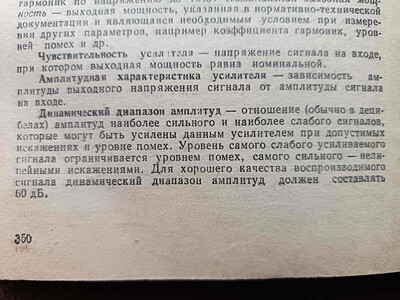 гармоник по напряжению до
ность — выходная мощность, указанная в нормативно-технической
документации и являющаяся необходимым условием при измере-
нии других параметров, например коэффициента гармоник, уров-
ней помех и др.
Чувствительность усилителя — напряжение сигнала на входе,
при котором выходная мощность равна номинальной.
Амплитудная характеристика усилителя — зависимость ам-
плитуды выходного напряжения сигнала от амплитуды сигнала
на входе.
Динамический диапазон амплитуд — отношение (обычно в деци-
белах) амплитуд наиболее сильного и наиболее слабого сигналов,
которые могут быть усилены данным усилителем при допустимых
искажениях и уровне помех. Уровень самого слабого усиливаемого
сигнала ограничивается уровнем помех, самого сильного — нели-
нейными искажениями. Для хорошего качества воспроизводимого
сигнала динамический диапазон амплитуд должен составлять
60 дБ.
350